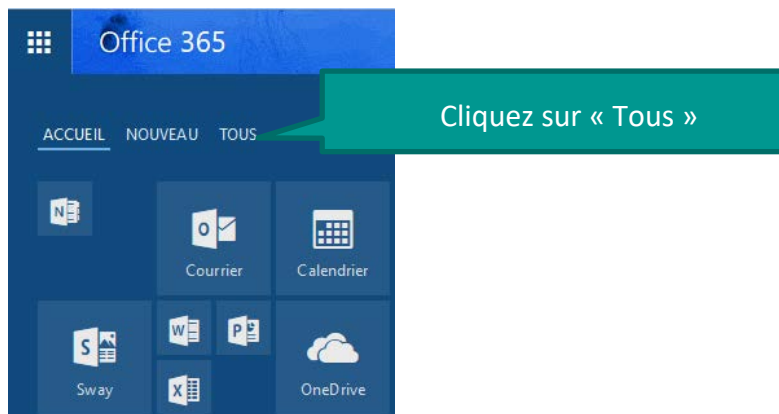 Office 365
Cliquez sur « Tous »
ACCUEIL NOUVEAU TOUS
N
O
Courrier
Calendrier
W
P
S
Sway
X
OneDrive